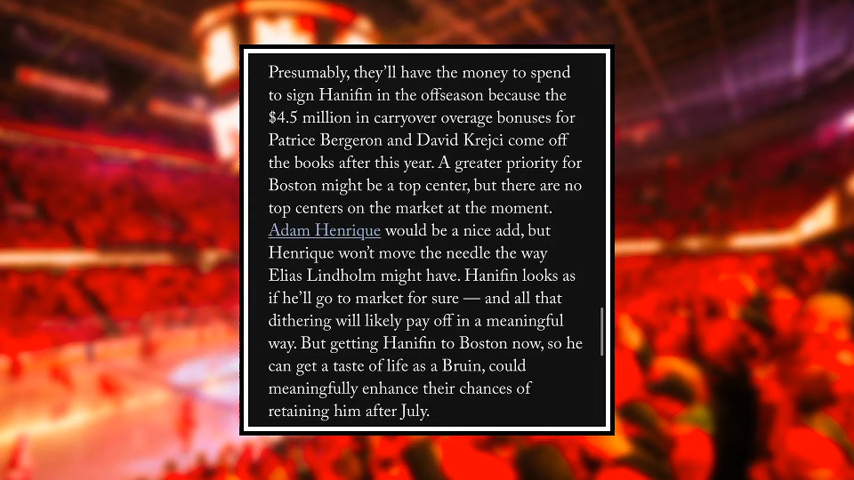 Presumably, they'll have the money to spend
to sign Hanifin in the offseason because the
$4.5 million in carryover overage bonuses for
Patrice Bergeron and David Krejci come off
the books after this year. A greater priority for
Boston might be a top center, but there are no
top centers on the market at the moment.
Adam Henrique would be a nice add, but
Henrique won't move the needle the way
Elias Lindholm might have. Hanifin looks as
if he'll go to market for sure — and all that
dithering will likely pay off in a meaningful
way. But getting Hanifin to Boston now, so he
can get a taste of life as a Bruin, could
meaningfully enhance their chances of
retaining him after July.